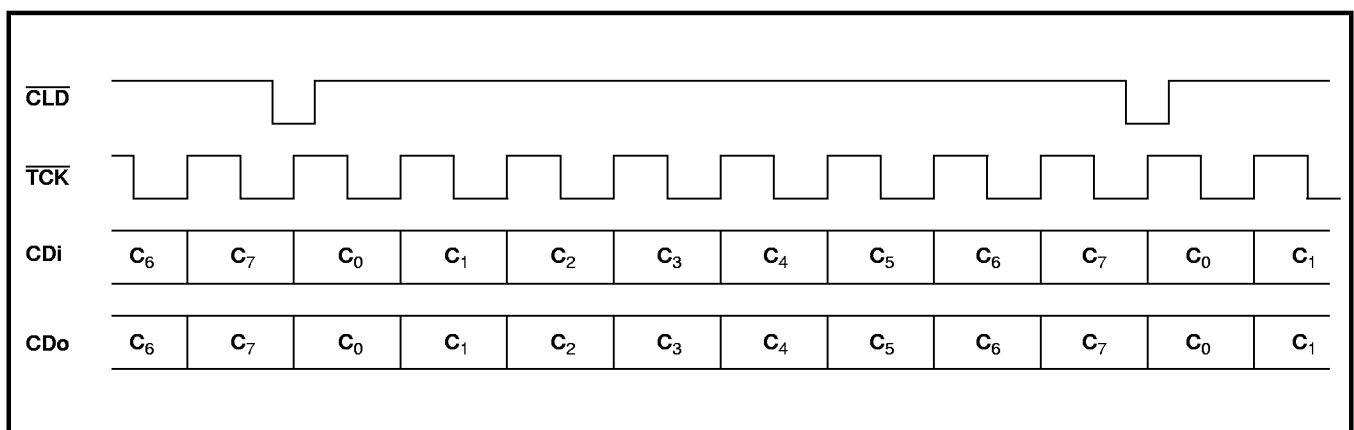 CLD
TCK
CDi C₆ C₇ C₀ C₁ C₂ C₃ C₄ C₅ C₆ C₇ C₀ C₁
CDo C₆ C₇ C₀ C₁ C₂ C₃ C₄ C₅ C₆ C₇ C₀ C₁